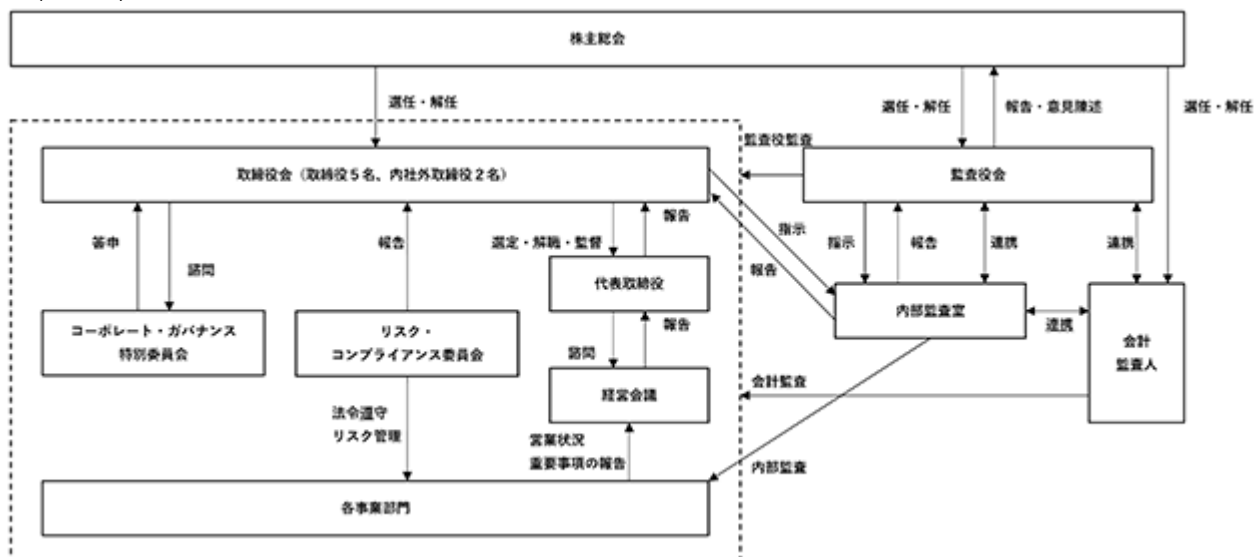 株主総会
選任・解任
選任・解任
報告・意見陳述
選任・解任
監査役監査
取締役会（取締役５名、内社外取締役２名）
監査役会
答申
諮問
報告
選定・解職・監督
報告
指示
報告
指示
報告
連携
連携
代表取締役
内部監査室
連携
会計
監査人
コーポレート・ガバナンス
特別委員会
リスク・
コンプライアンス委員会
諮問
報告
経営会議
会計監査
法令遵守
リスク管理
営業状況
重要事項の報告
内部監査
各事業部門